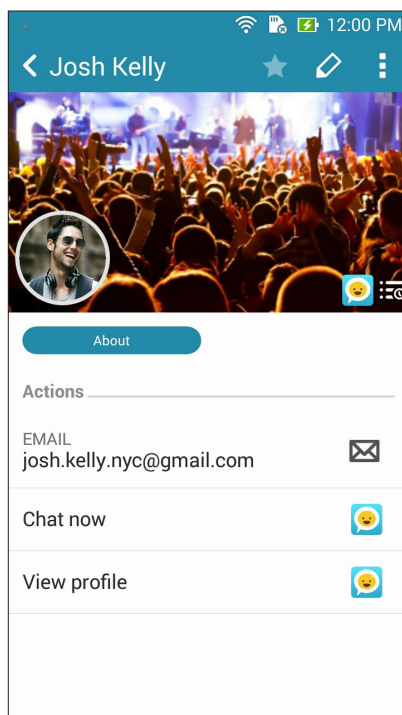 12:00 PM
Josh Kelly
About
Actions
EMAIL
josh.kelly.nyc@gmail.com
Chat now
View profile